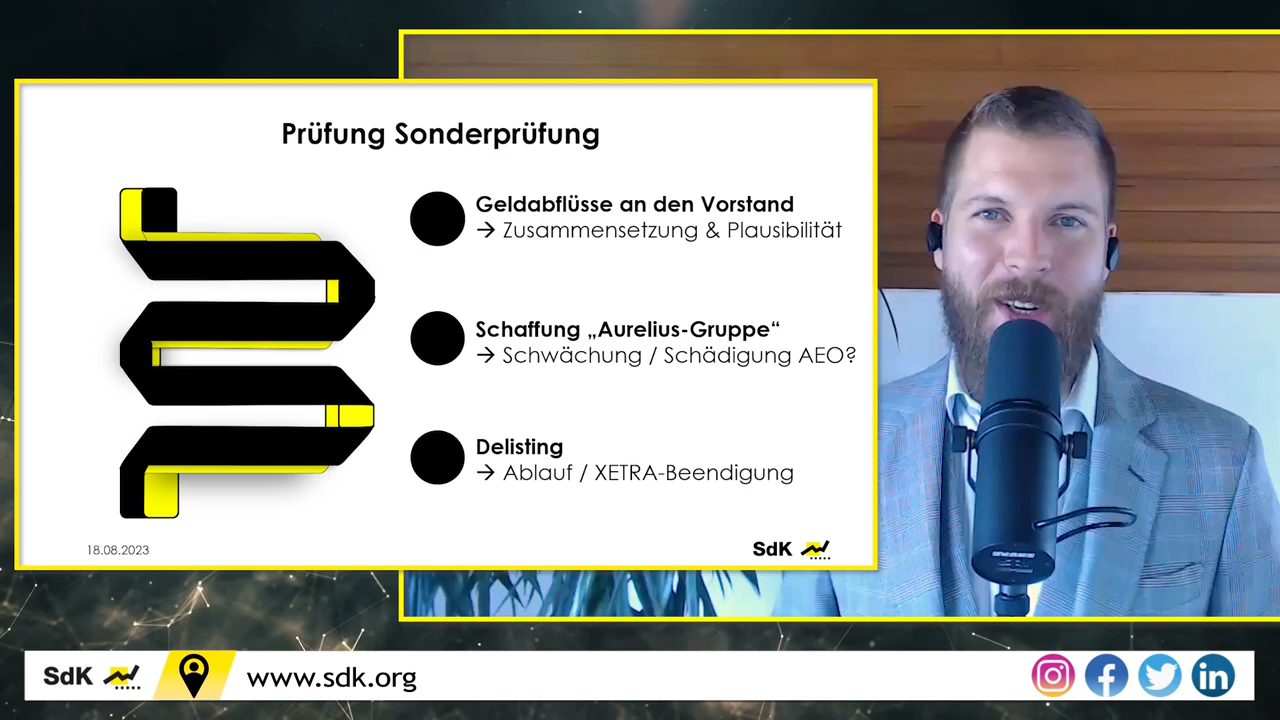 Prüfung Sonderprüfung
Geldabflüsse an den Vorstand
→ Zusammensetzung & Plausibilität
Schaffung „Aurelius-Gruppe“
→ Schwächung / Schädigung AEO?
Delisting
→ Ablauf / XETRA-Beendigung
18.08.2023
SdK
SdK
www.sdk.org